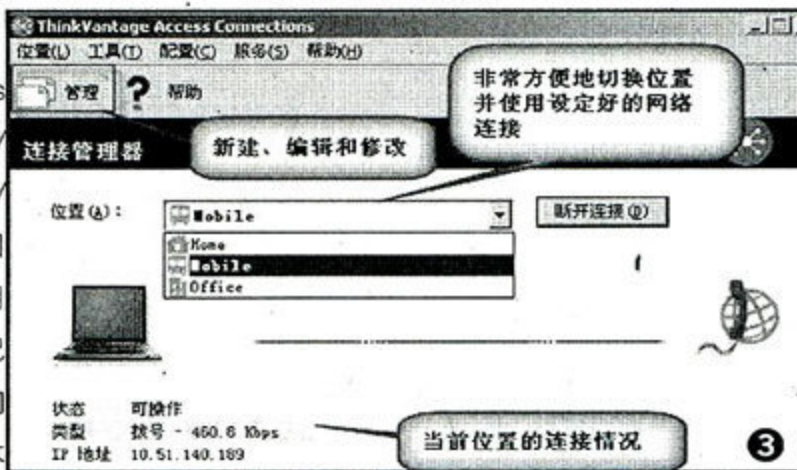 ThinkVantage Access Connections
位置(L) 工具(T) 配置(C) 服务(S) 帮助(H)
管理 帮助
非常方便地切换位置
并使用设定好的网络
连接
新建、编辑和修改
连接管理器
位置(A)：
Mobile
断开连接(D)
Home
Mobile
Office
状态 可操作
类型 拨号 - 460.8 Kbps
IP 地址 10.51.140.189
当前位置的连接情况
❸